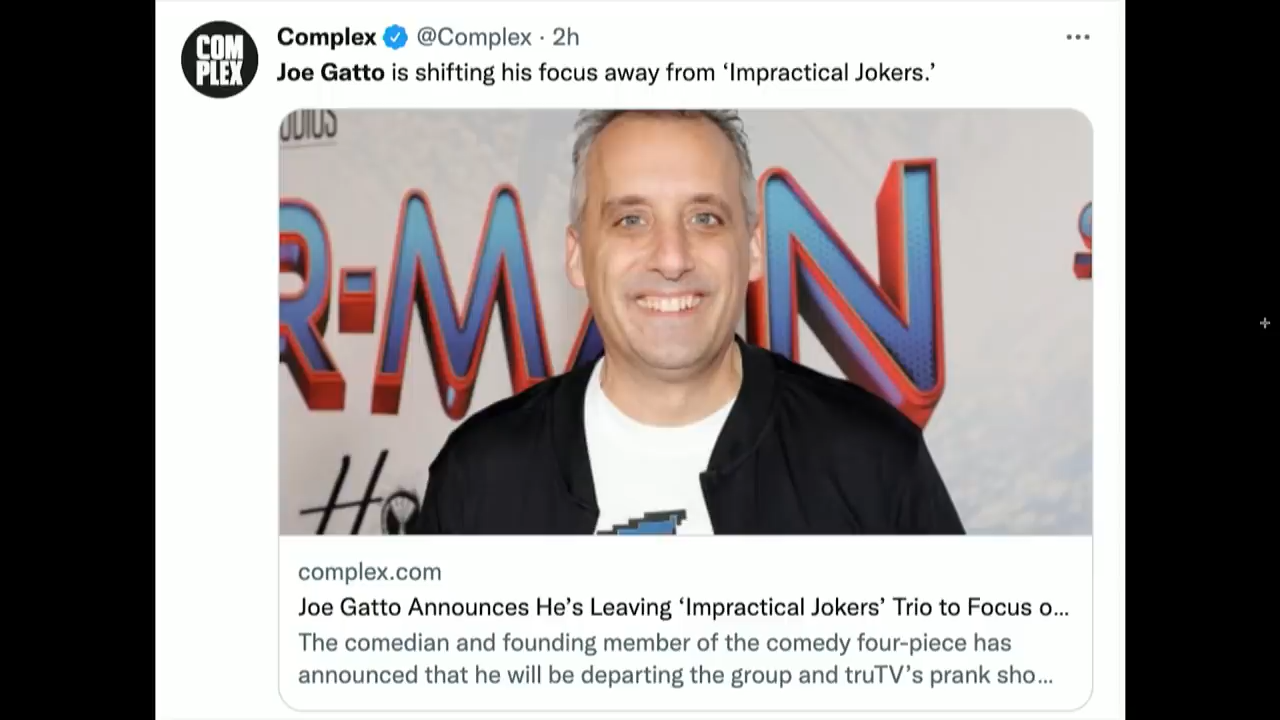 COM
PLEX
Complex @Complex · 2h
Joe Gatto is shifting his focus away from ‘Impractical Jokers.’
R-MAN
complex.com
Joe Gatto Announces He’s Leaving ‘Impractical Jokers’ Trio to Focus o...
The comedian and founding member of the comedy four-piece has
announced that he will be departing the group and truTV’s prank sho...